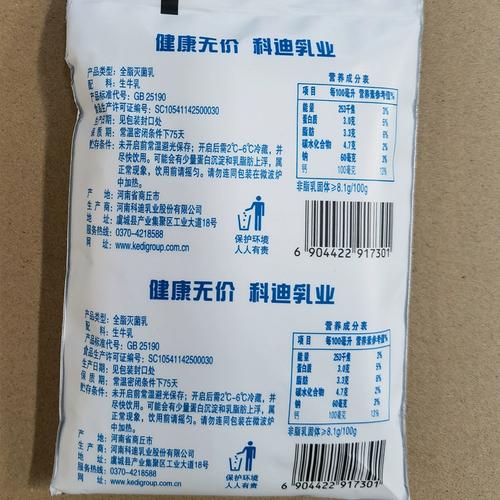 健康无价 科迪乳业
产品类型：全脂灭菌乳
配 料：生牛乳
产品标准代号：GB 25190
食品生产许可证编号：SC10541142500030
生产日期：见包装封口处
保 质 期：常温密闭条件下75天
贮存条件：未开启前常温避光保存；开启后需2℃-6℃冷藏，并
尽快饮用。可能会有少量蛋白沉淀和乳脂肪上浮，属
正常现象，饮用前请摇匀。请勿连同包装在微波炉
中加热。
产 地：河南省商丘市
生 产 商：河南科迪乳业股份有限公司
地 址：虞城县产业集聚区工业大道18号
服务热线：0370-4218588
网 址：www.kedigroup.com.cn
营养成分表
项目 每100毫升 营养素参考值%
能量 253千焦 3%
蛋白质 3.0克 5%
脂肪 3.3克 6%
碳水化合物 4.7克 2%
钠 60毫克 3%
钙 100毫克 13%
非脂乳固体≥8.1g/100g
保护环境
人人有责
6 904422 917301
健康无价 科迪乳业
产品类型：全脂灭菌乳
配 料：生牛乳
产品标准代号：GB 25190
食品生产许可证编号：SC10541142500030
生产日期：见包装封口处
保 质 期：常温密闭条件下75天
贮存条件：未开启前常温避光保存；开启后需2℃-6℃冷藏，并
尽快饮用。可能会有少量蛋白沉淀和乳脂肪上浮，属
正常现象，饮用前请摇匀。请勿连同包装在微波炉
中加热。
产 地：河南省商丘市
生 产 商：河南科迪乳业股份有限公司
地 址：虞城县产业集聚区工业大道18号
服务热线：0370-4218588
网 址：www.kedigroup.com.cn
营养成分表
项目 每100毫升 营养素参考值%
能量 253千焦 3%
蛋白质 3.0克 5%
脂肪 3.3克 6%
碳水化合物 4.7克 2%
钠 60毫克 3%
钙 100毫克 13%
非脂乳固体≥8.1g/100g
保护环境
人人有责
6 904422 917301